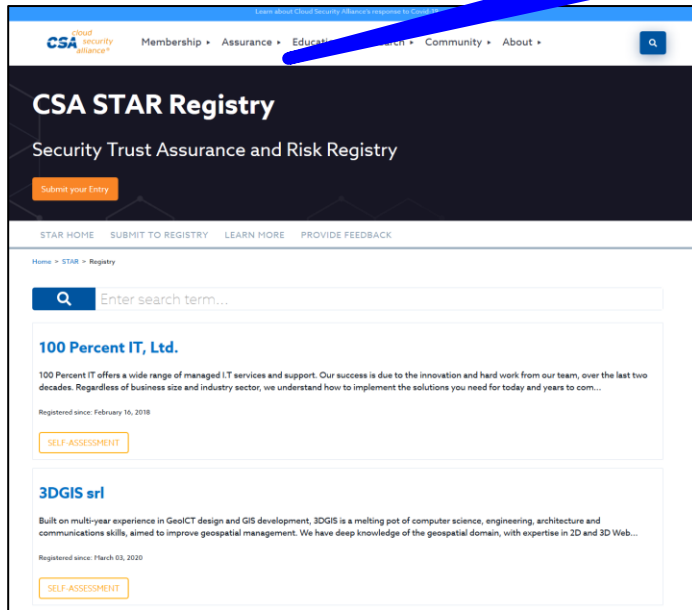 Learn about Cloud Security Alliance's response to Covid-19
CSA cloud security alliance®
Membership Assurance Community About
CSA STAR Registry
Security Trust Assurance and Risk Registry
Submit your Entry
STAR HOME SUBMIT TO REGISTRY LEARN MORE PROVIDE FEEDBACK
Home > STAR > Registry
Enter search term...
100 Percent IT, Ltd.
100 Percent IT offers a wide range of managed I.T services and support. Our success is due to the innovation and hard work from our team, over the last two
decades. Regardless of business size and industry sector, we understand how to implement the solutions you need for today and years to com...
Registered since: February 16, 2018
SELF-ASSESSMENT
3DGIS srl
Built on multi-year experience in GeoICT design and GIS development, 3DGIS is a melting pot of computer science, engineering, architecture and
communications skills, aimed to improve geospatial management. We have deep knowledge of the geospatial domain, with expertise in 2D and 3D Web...
Registered since: March 03, 2020
SELF-ASSESSMENT